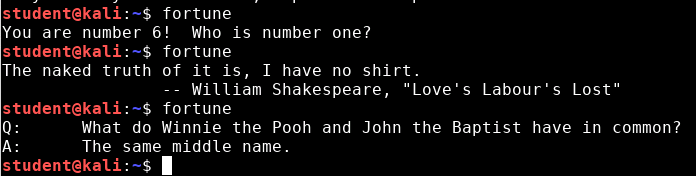 student@kali:~$ fortune
You are number 6!  Who is number one?
student@kali:~$ fortune
The naked truth of it is, I have no shirt.
                -- William Shakespeare, "Love's Labour's Lost"
student@kali:~$ fortune
Q:      What do Winnie the Pooh and John the Baptist have in common?
A:      The same middle name.
student@kali:~$